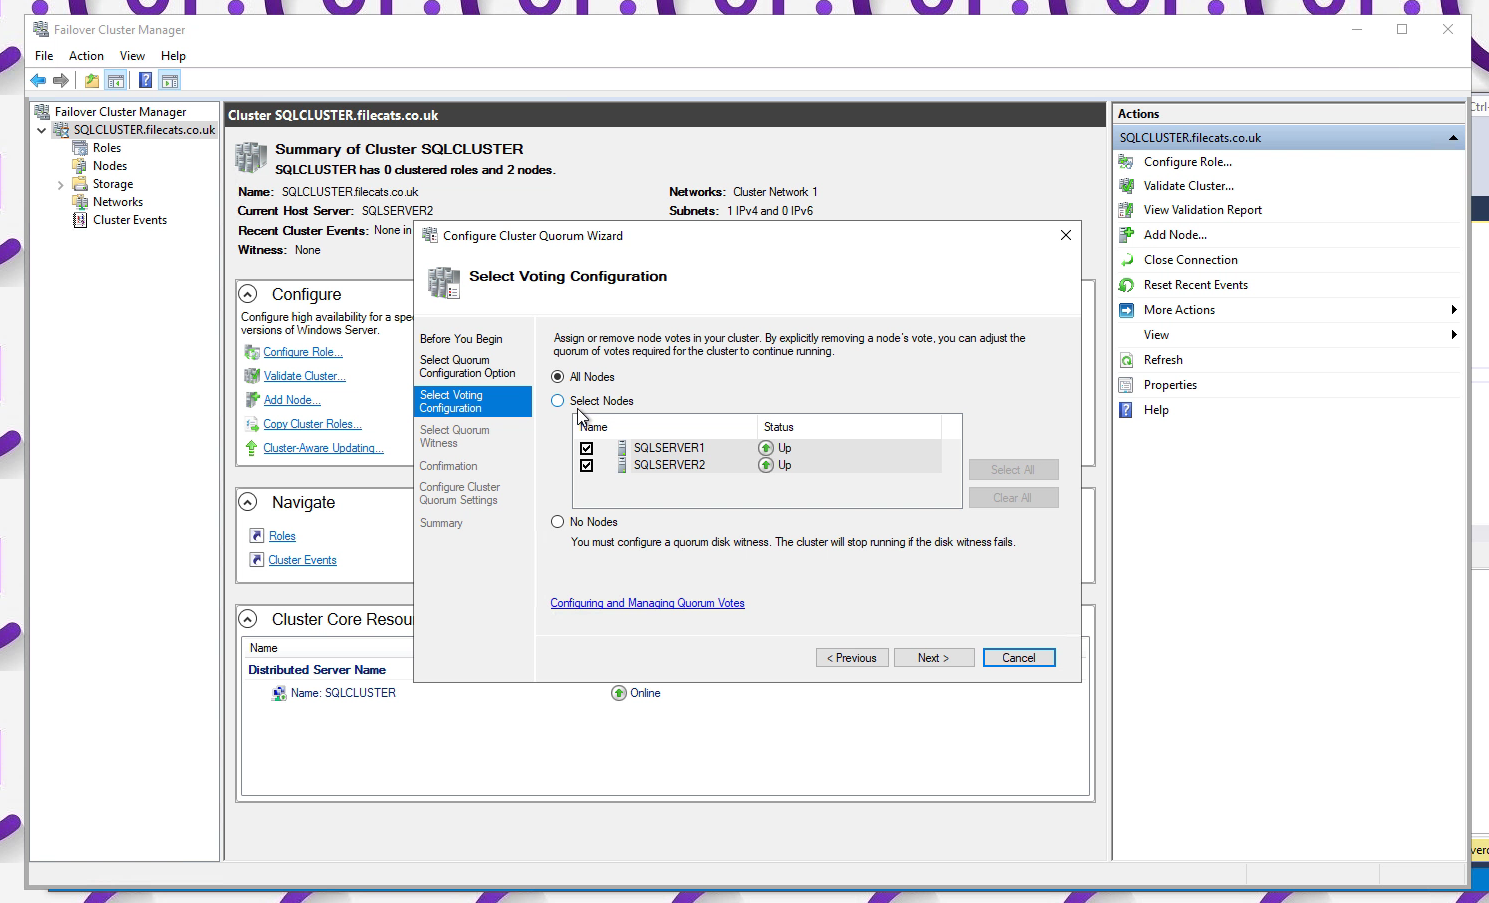 Failover Cluster Manager
File Action View Help
Failover Cluster Manager
SQLCLUSTER.filecats.co.uk
Roles
Nodes
Storage
Networks
Cluster Events
Cluster SQLCLUSTER.filecats.co.uk
Summary of Cluster SQLCLUSTER
SQLCLUSTER has 0 clustered roles and 2 nodes.
Name: SQLCLUSTER.filecats.co.uk
Networks: Cluster Network 1
Current Host Server: SQLSERVER2
Subnets: 1 IPv4 and 0 IPv6
Recent Cluster Events: None in
Witness: None
Configure
Configure high availability for a spe
versions of Windows Server.
Configure Role...
Validate Cluster...
Add Node...
Copy Cluster Roles...
Cluster-Aware Updating...
Navigate
Roles
Cluster Events
Cluster Core Resou
Name
Distributed Server Name
Name: SQLCLUSTER
Online
Configure Cluster Quorum Wizard
Select Voting Configuration
Before You Begin
Select Quorum
Configuration Option
Select Voting
Configuration
Select Quorum
Witness
Confirmation
Configure Cluster
Quorum Settings
Summary
Assign or remove node votes in your cluster. By explicitly removing a node's vote, you can adjust the
quorum of votes required for the cluster to continue running.
All Nodes
Select Nodes
Name Status
SQLSERVER1 Up
SQLSERVER2 Up
Select All
Clear All
No Nodes
You must configure a quorum disk witness. The cluster will stop running if the disk witness fails.
Configuring and Managing Quorum Votes
< Previous Next > Cancel
Actions
SQLCLUSTER.filecats.co.uk
Configure Role...
Validate Cluster...
View Validation Report
Add Node...
Close Connection
Reset Recent Events
More Actions
View
Refresh
Properties
Help
Ctrl-